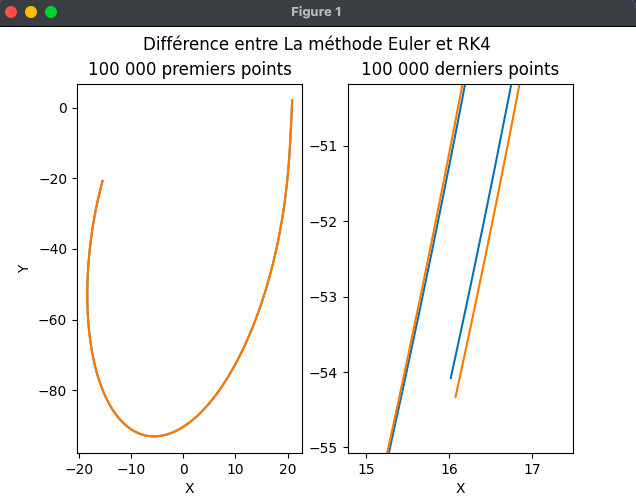 Figure 1
Différence entre La méthode Euler et RK4
100 000 premiers points
100 000 derniers points
0
−20
−40
−60
−80
Y
−20
−10
0
10
20
X
−51
−52
−53
−54
−55
15
16
17
X